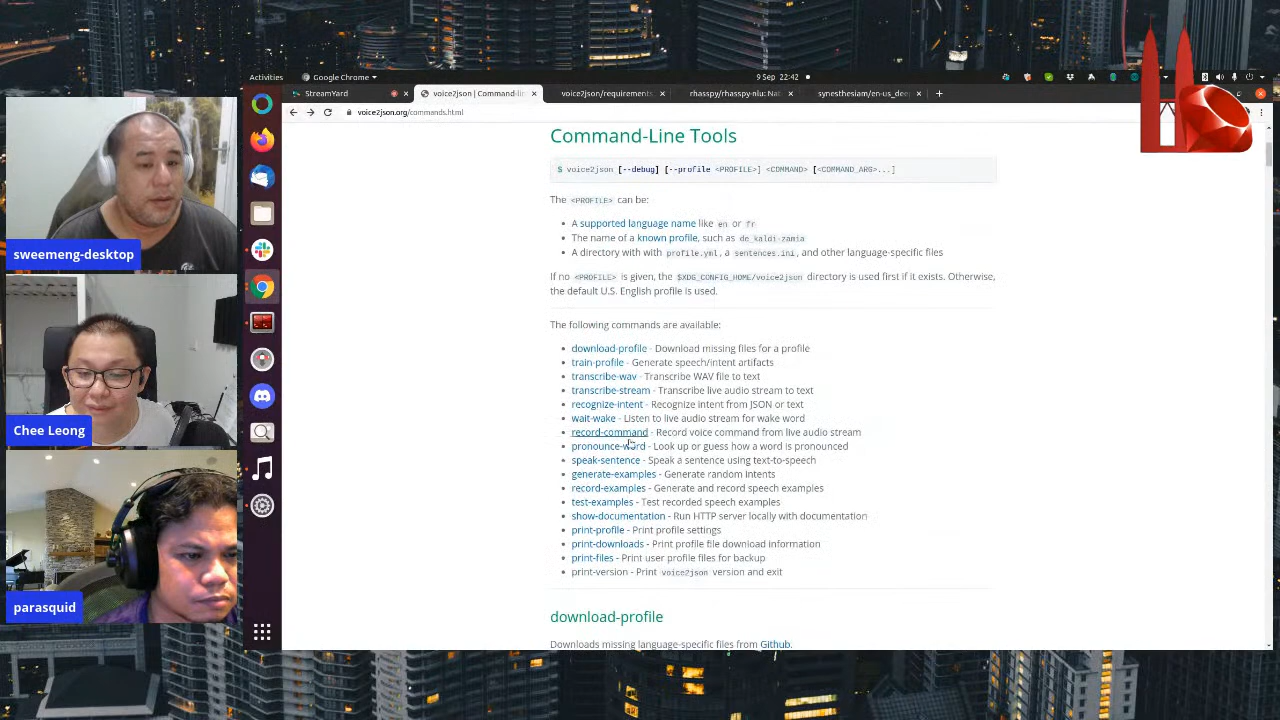 Activities
Google Chrome
9 Sep 22:42
StreamYard
voice2json | Command-lin
voice2json/requirements.
rhasspy/rhasspy-nlu: Nat
synesthesiam/en-us_dee
voice2json.org/commands.html
Command-Line Tools
$ voice2json [--debug] [--profile <PROFILE>] <COMMAND> [<COMMAND_ARG>...]
The <PROFILE> can be:
A supported language name like en or fr
The name of a known profile, such as de_kaldi-zamia
A directory with with profile.yml, a sentences.ini, and other language-specific files
If no <PROFILE> is given, the $XDG_CONFIG_HOME/voice2json directory is used first if it exists. Otherwise,
the default U.S. English profile is used.
The following commands are available:
download-profile - Download missing files for a profile
train-profile - Generate speech/intent artifacts
transcribe-wav - Transcribe WAV file to text
transcribe-stream - Transcribe live audio stream to text
recognize-intent - Recognize intent from JSON or text
wait-wake - Listen to live audio stream for wake word
record-command - Record voice command from live audio stream
pronounce-word - Look up or guess how a word is pronounced
speak-sentence - Speak a sentence using text-to-speech
generate-examples - Generate random intents
record-examples - Generate and record speech examples
test-examples - Test recorded speech examples
show-documentation - Run HTTP server locally with documentation
print-profile - Print profile settings
print-downloads - Print profile file download information
print-files - Print user profile files for backup
print-version - Print voice2json version and exit
download-profile
Downloads missing language-specific files from Github.
sweemeng-desktop
Chee Leong
parasquid